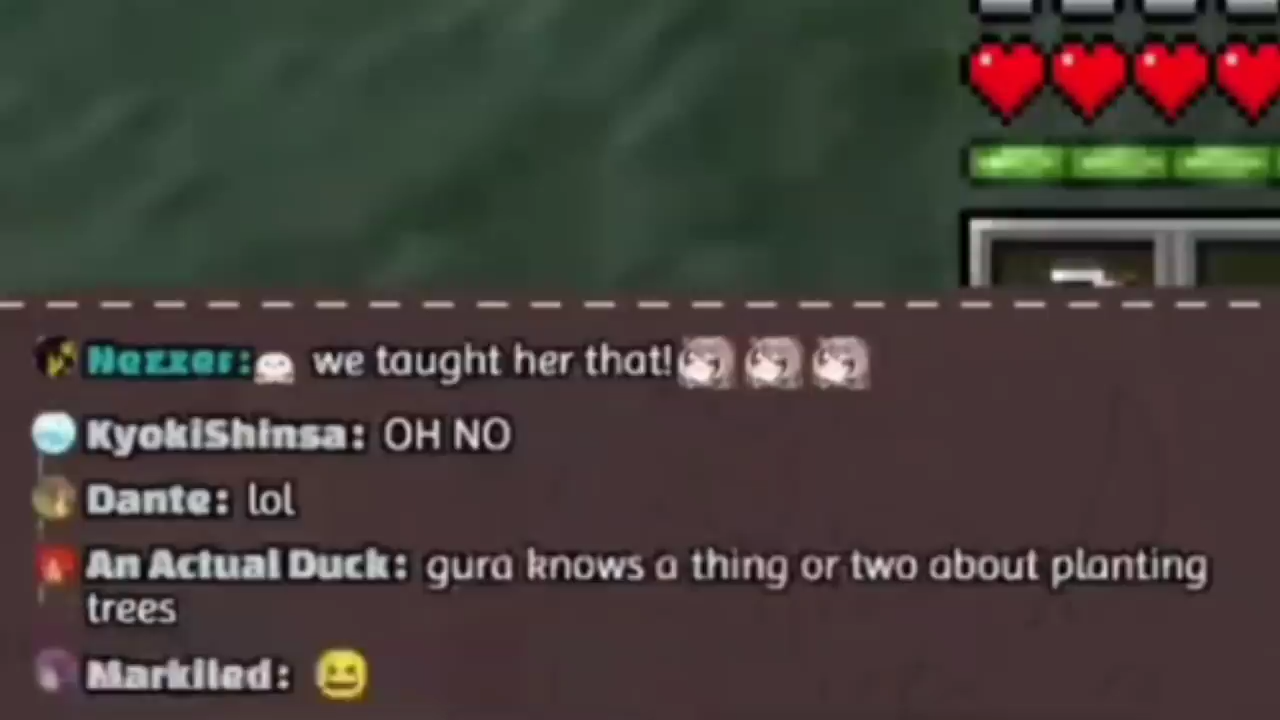 Nezzer: we taught her that!
KyokiShinsa: OH NO
Dante: lol
An Actual Duck: gura knows a thing or two about planting
trees
Markiled: 😆